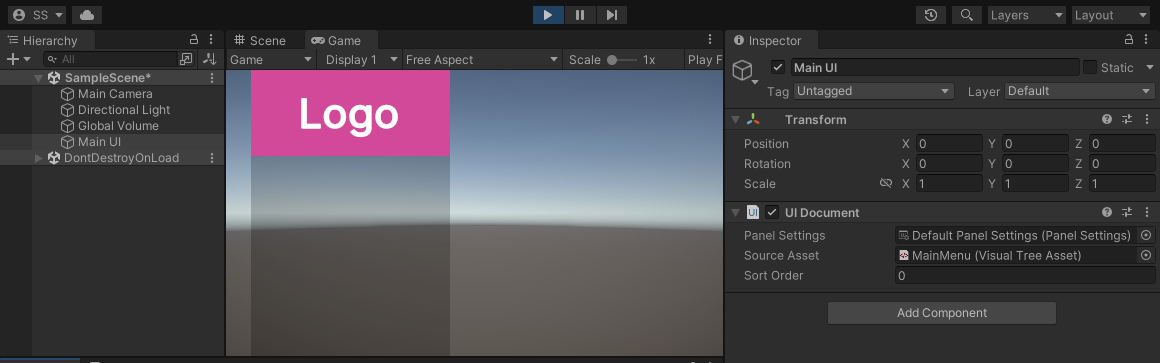 SS
Layers
Layout
Hierarchy
Scene
Game
Inspector
All
Game
Display 1
Free Aspect
Scale
1x
Play F
Main UI
Static
Tag
Untagged
Layer
Default
SampleScene*
Main Camera
Directional Light
Global Volume
Main UI
DontDestroyOnLoad
Logo
Transform
Position
X
0
Y
0
Z
0
Rotation
X
0
Y
0
Z
0
Scale
X
1
Y
1
Z
1
UI
UI Document
Panel Settings
Default Panel Settings (Panel Settings)
Source Asset
MainMenu (Visual Tree Asset)
Sort Order
0
Add Component